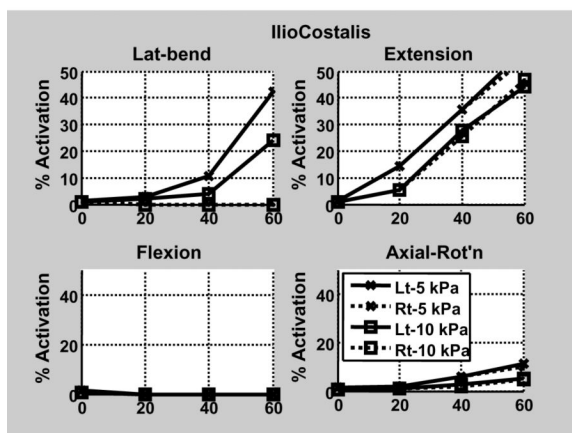 IlioCostalis
Lat-bend
Extension
% Activation
50
40
30
20
10
0
0 20 40 60
% Activation
50
40
30
20
10
0
0 20 40 60
Flexion
Axial-Rot'n
% Activation
40
20
0
0 20 40 60
% Activation
40
20
0
0 20 40 60
Lt-5 kPa
Rt-5 kPa
Lt-10 kPa
Rt-10 kPa